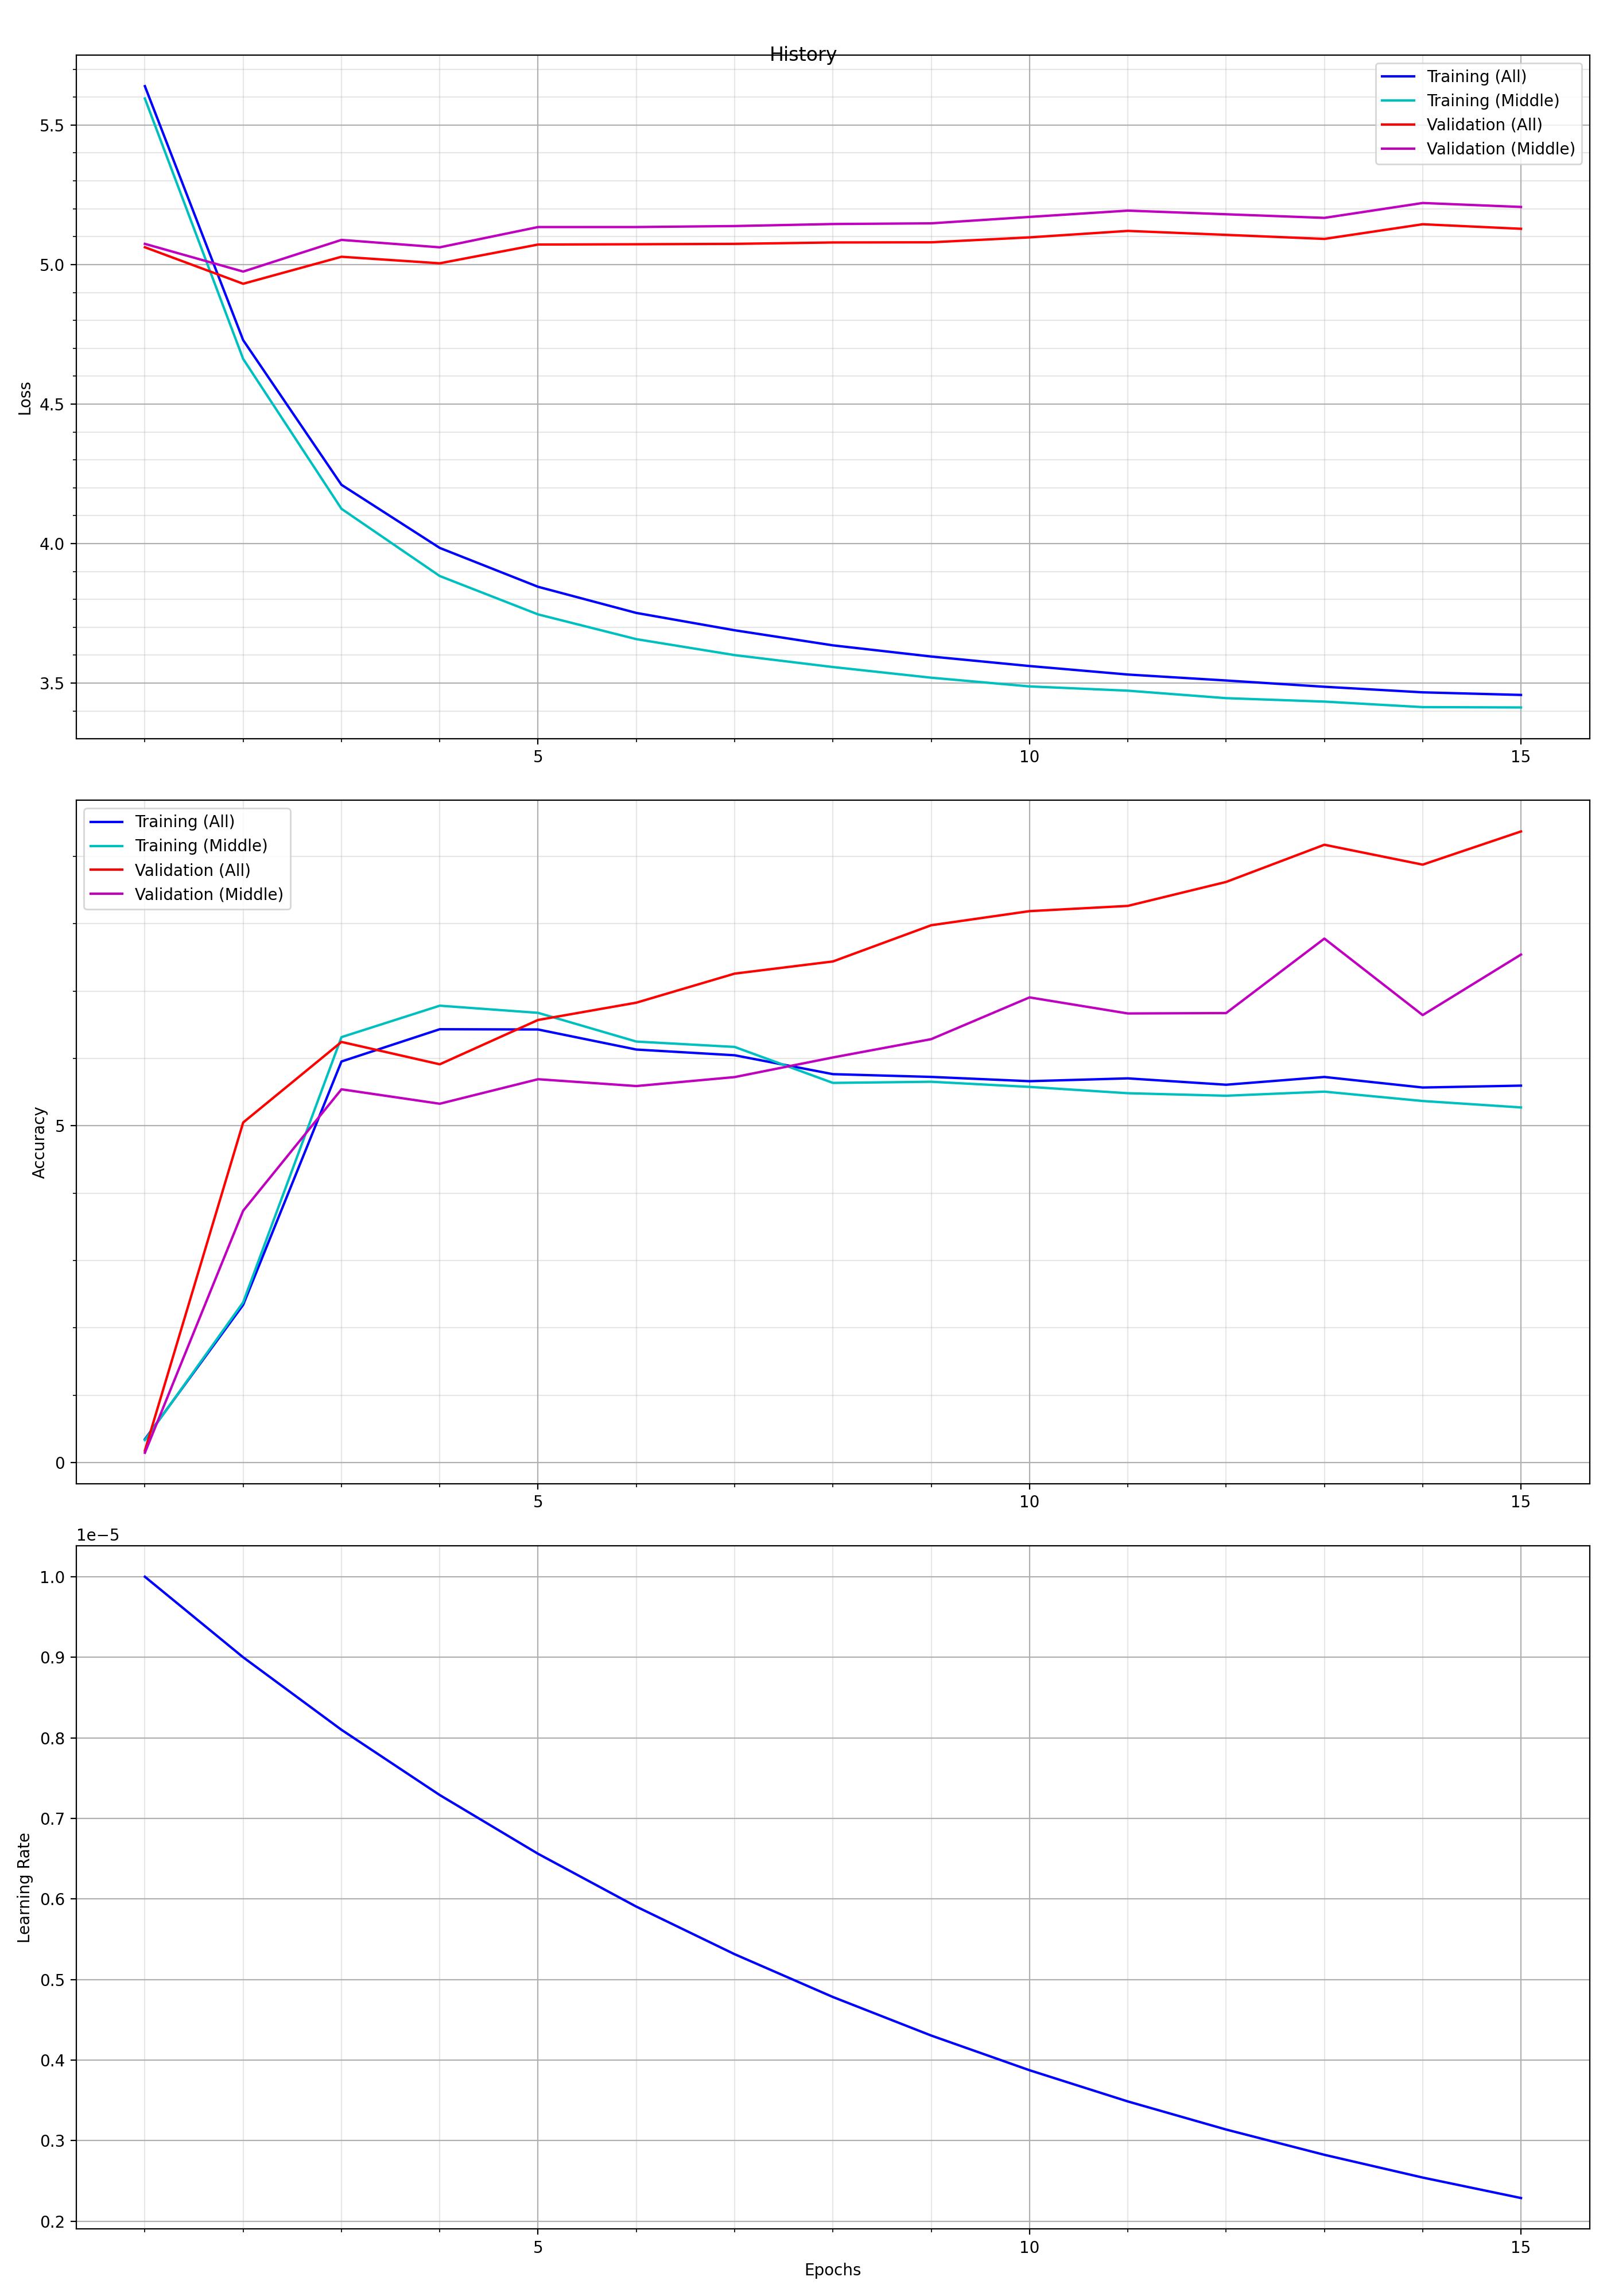 History
Training (All)
Training (Middle)
Validation (All)
Validation (Middle)
5.5
5.0
4.5
4.0
3.5
Loss
5
10
15
Training (All)
Training (Middle)
Validation (All)
Validation (Middle)
5
0
Accuracy
5
10
15
1e−5
1.0
0.9
0.8
0.7
0.6
0.5
0.4
0.3
0.2
Learning Rate
5
10
15
Epochs